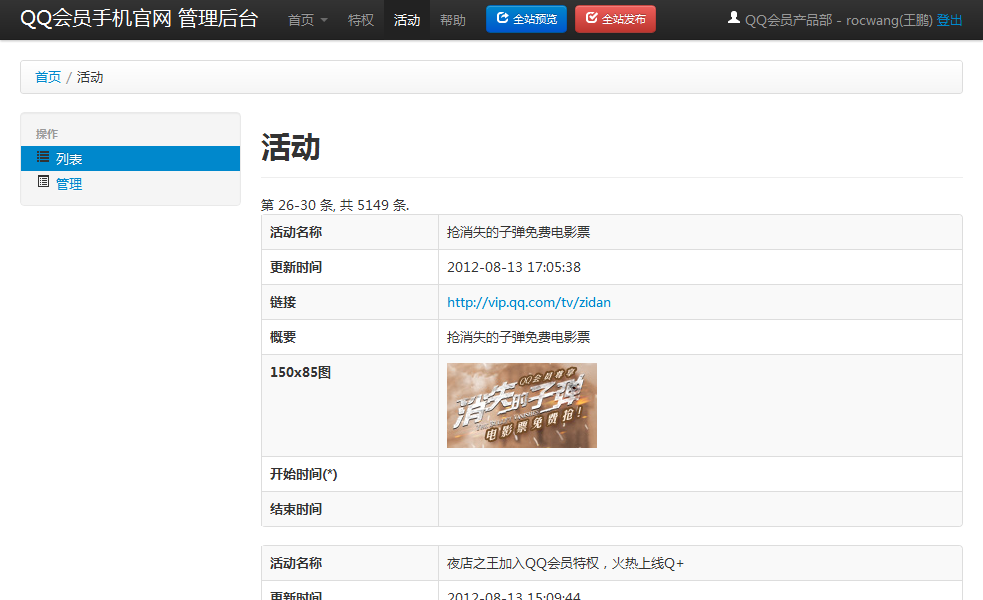 QQ会员手机官网 管理后台 首页 特权 活动 帮助 全站预览 全站发布 QQ会员产品部 - rocwang(王鹏) 登出
首页 / 活动
操作
列表
管理
活动
第 26-30 条, 共 5149 条.
活动名称 抢消失的子弹免费电影票
更新时间 2012-08-13 17:05:38
链接 http://vip.qq.com/tv/zidan
概要 抢消失的子弹免费电影票
150x85图
QQ会员尊享
消失的子弹
电影票免费抢!
开始时间(*)
结束时间
活动名称 夜店之王加入QQ会员特权，火热上线Q+
更新时间 2012-08-13 15:09:44